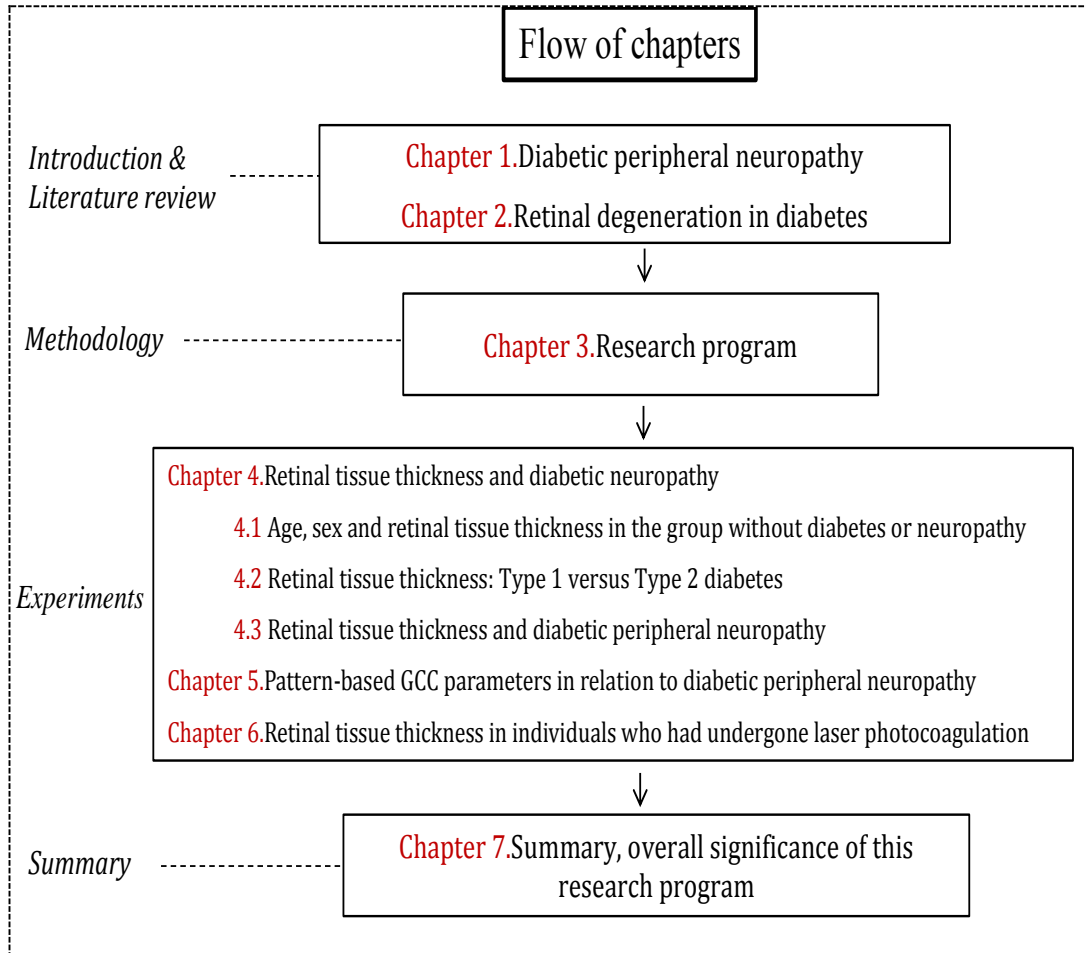 Flow of chapters
Introduction &
Literature review
Chapter 1.Diabetic peripheral neuropathy
Chapter 2.Retinal degeneration in diabetes
Methodology
Chapter 3.Research program
Experiments
Chapter 4.Retinal tissue thickness and diabetic neuropathy
4.1 Age, sex and retinal tissue thickness in the group without diabetes or neuropathy
4.2 Retinal tissue thickness: Type 1 versus Type 2 diabetes
4.3 Retinal tissue thickness and diabetic peripheral neuropathy
Chapter 5.Pattern-based GCC parameters in relation to diabetic peripheral neuropathy
Chapter 6.Retinal tissue thickness in individuals who had undergone laser photocoagulation
Summary
Chapter 7.Summary, overall significance of this
research program